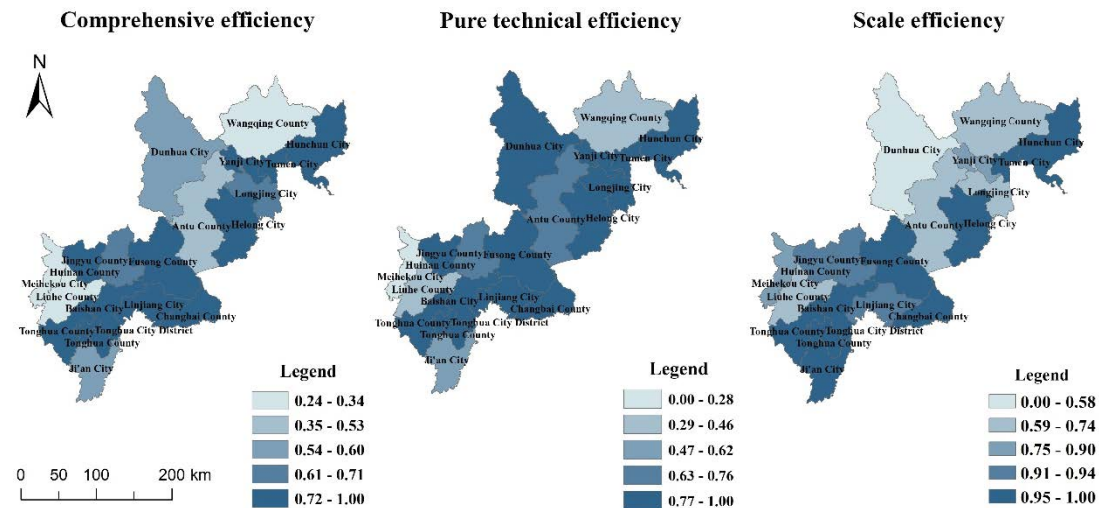 Comprehensive efficiency
Pure technical efficiency
Scale efficiency
N
Wangqing County
Hunchun City
Dunhua City
Yanji City
Tumen City
Longjing City
Antu County
Helong City
Jingyu County
Fusong County
Huinan County
Meihekou City
Liuhe County
Linjiang City
Baishan City
Changbai County
Tonghua County
Tonghua City District
Tonghua County
Ji'an City
Wangqing County
Hunchun City
Dunhua City
Yanji City
Tumen City
Longjing City
Antu County
Helong City
Jingyu County
Fusong County
Huinan County
Meihekou City
Liuhe County
Linjiang City
Baishan City
Changbai County
Tonghua County
Tonghua City District
Tonghua County
Ji'an City
Wangqing County
Hunchun City
Dunhua City
Yanji City
Tumen City
Longjing City
Antu County
Helong City
Jingyu County
Fusong County
Huinan County
Meihekou City
Liuhe County
Linjiang City
Baishan City
Changbai County
Tonghua County
Tonghua City District
Tonghua County
Ji'an City
Legend
0.24 - 0.34
0.35 - 0.53
0.54 - 0.60
0.61 - 0.71
0.72 - 1.00
Legend
0.00 - 0.28
0.29 - 0.46
0.47 - 0.62
0.63 - 0.76
0.77 - 1.00
Legend
0.00 - 0.58
0.59 - 0.74
0.75 - 0.90
0.91 - 0.94
0.95 - 1.00
0 50 100 200 km